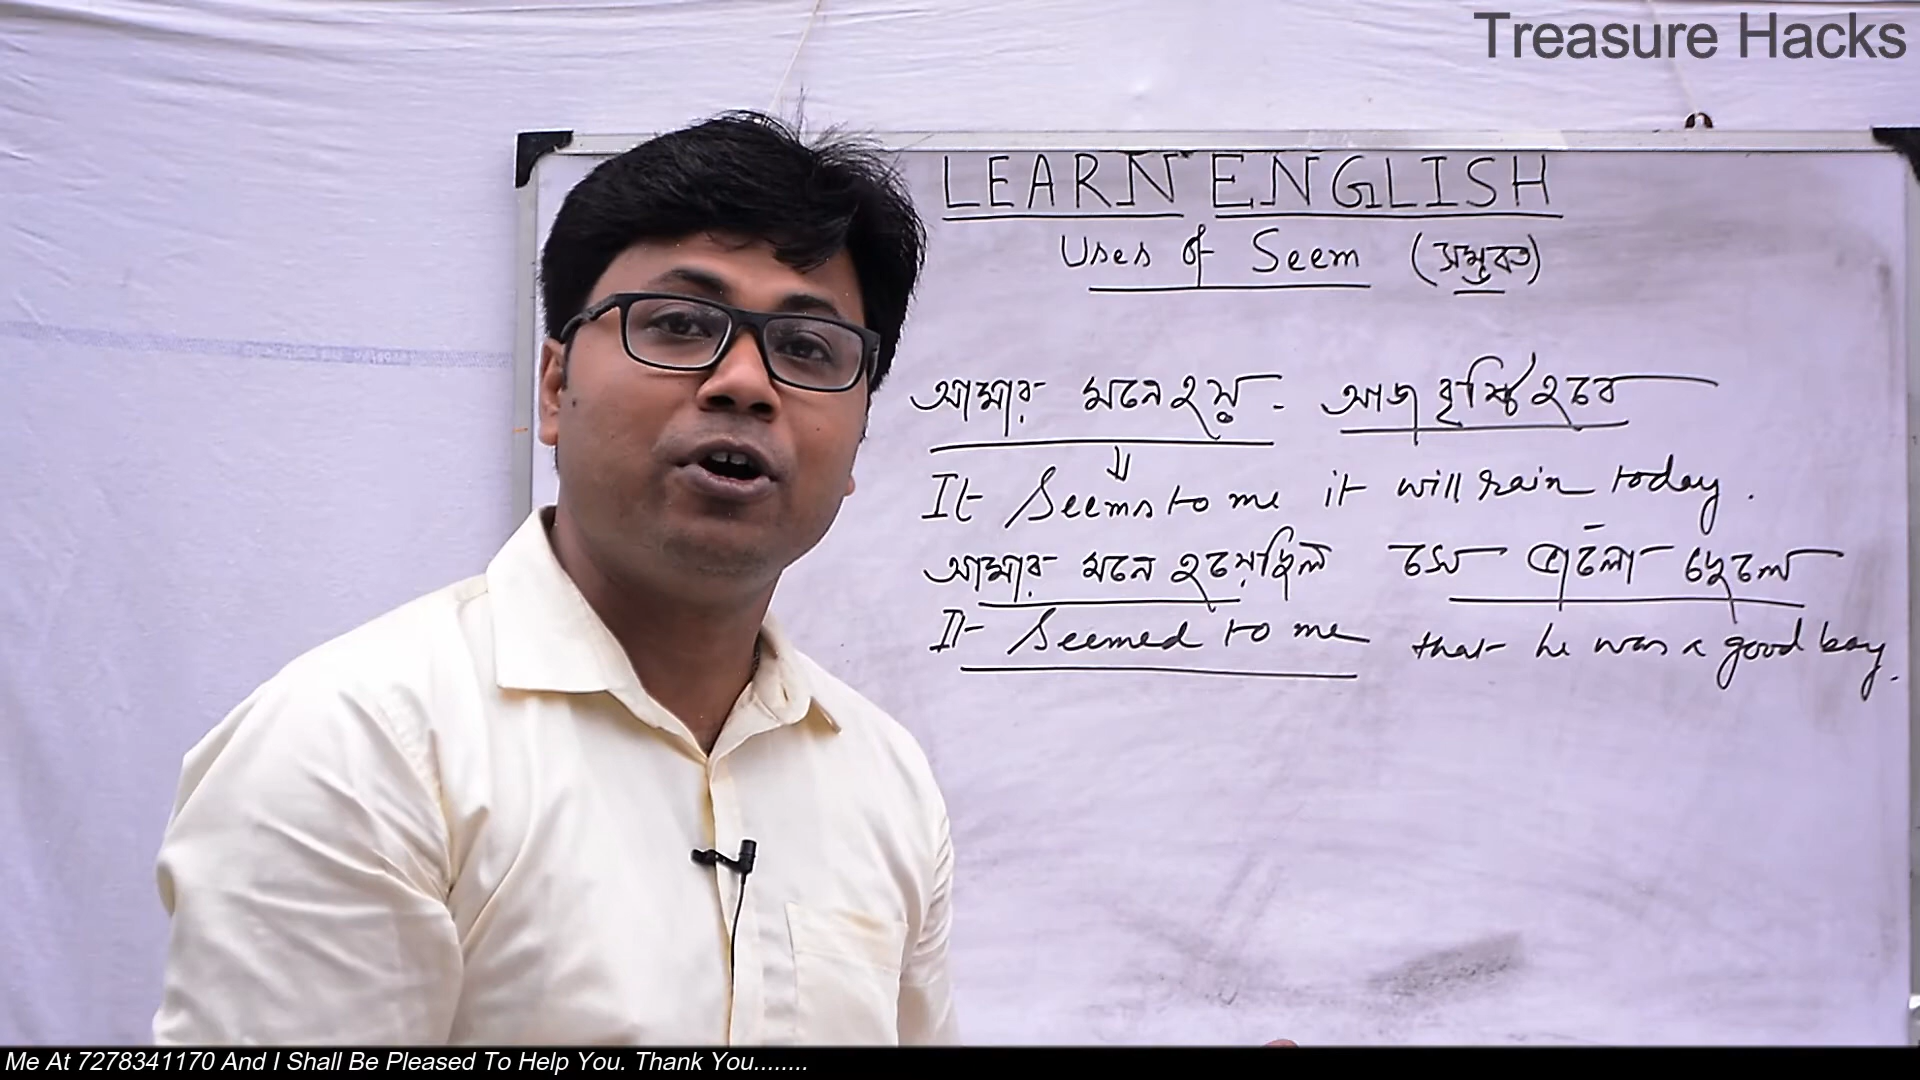 Treasure Hacks
LEARN ENGLISH
Uses of Seem (সম্ভবত)
আমার মনে হয় - আজ বৃষ্টি হবে
It Seems to me it will rain today.
আমার মনে হয়েছিল সে ভালো ছেলে
It Seemed to me that he was a good boy.
Me At 7278341170 And I Shall Be Pleased To Help You. Thank You........